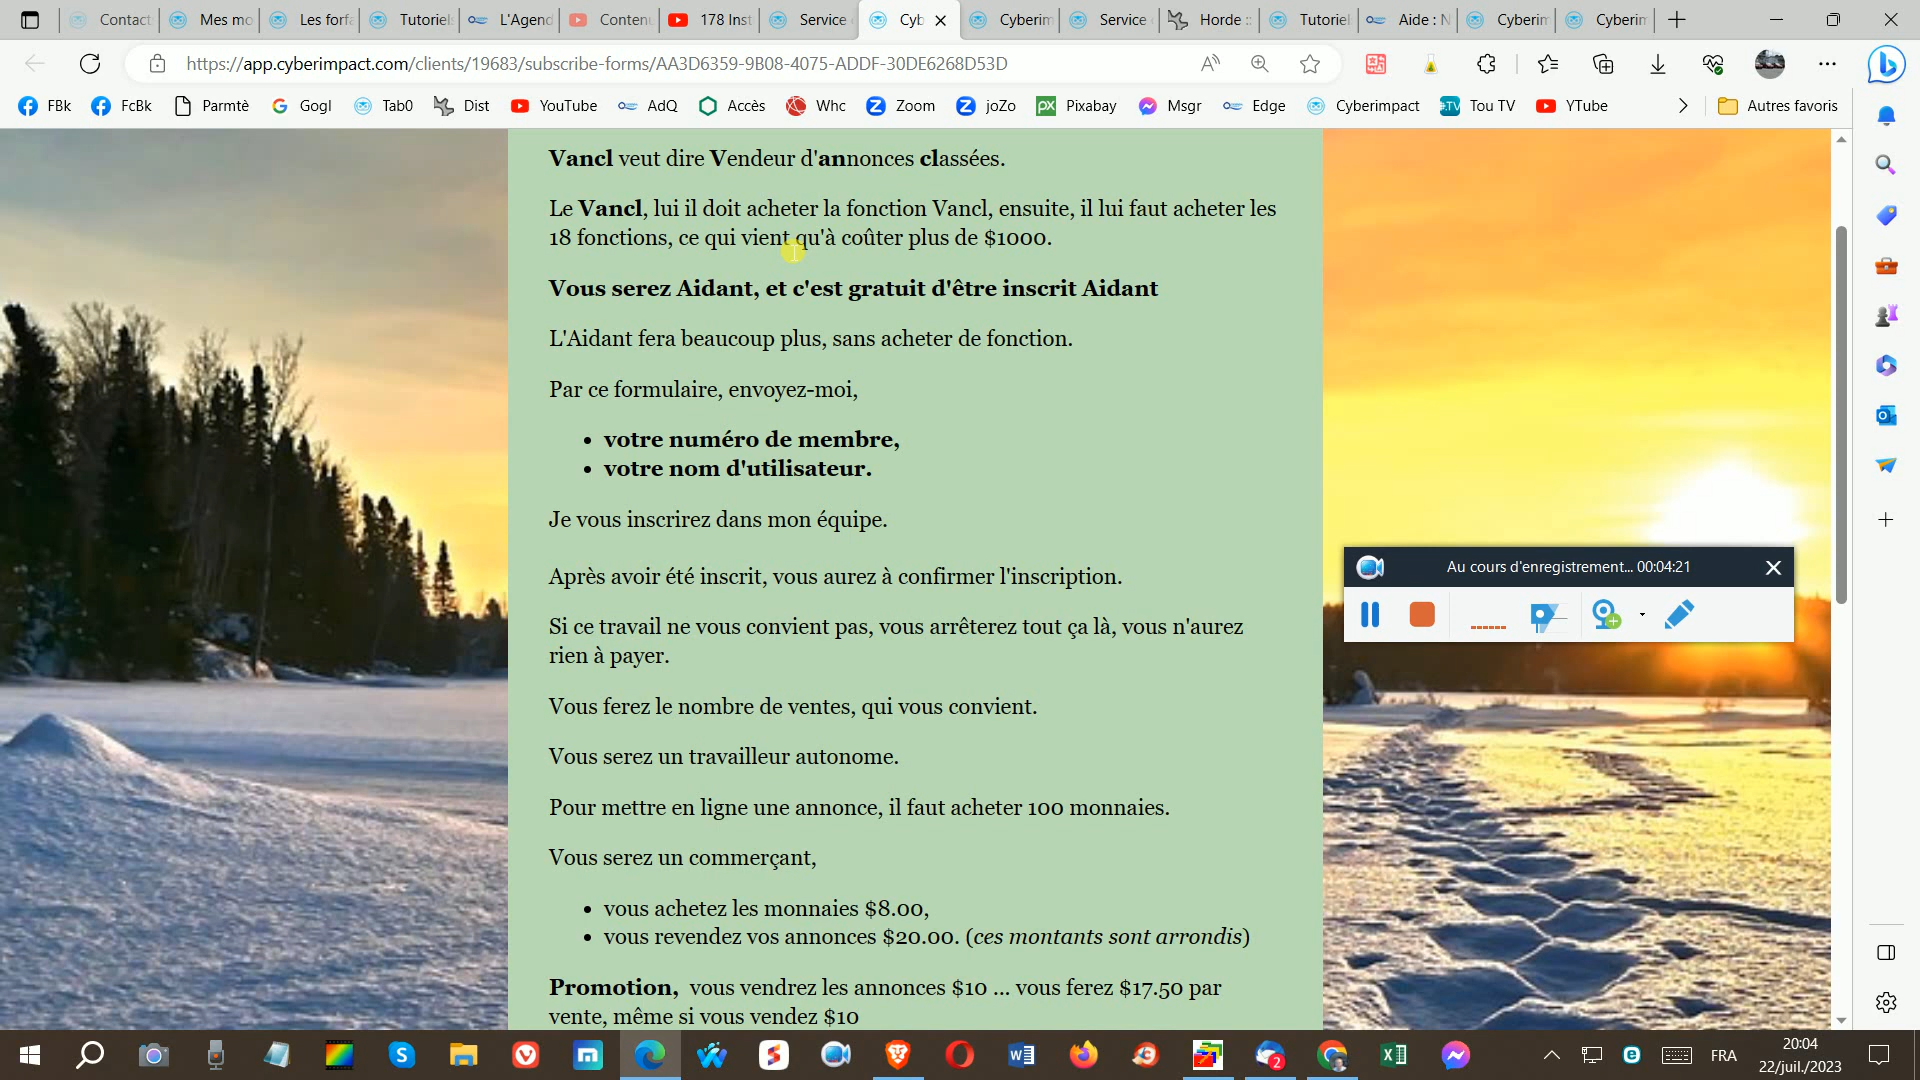 Contact
Mes mo
Les forfa
Tutoriels
L'Agend
Contenu
178 Inst
Service
Cyb
Cyberim
Service
Horde ::
Tutoriel
Aide : N
Cyberim
Cyberim
https://app.cyberimpact.com/clients/19683/subscribe-forms/AA3D6359-9B08-4075-ADDF-30DE6268D53D
FBk
FcBk
Parmtè
Gogl
Tab0
Dist
YouTube
AdQ
Accès
Whc
Zoom
joZo
Pixabay
Msgr
Edge
Cyberimpact
Tou TV
YTube
Autres favoris
Vancl veut dire Vendeur d'annonces classées.
Le Vancl, lui il doit acheter la fonction Vancl, ensuite, il lui faut acheter les
18 fonctions, ce qui vient qu'à coûter plus de $1000.
Vous serez Aidant, et c'est gratuit d'être inscrit Aidant
L'Aidant fera beaucoup plus, sans acheter de fonction.
Par ce formulaire, envoyez-moi,
• votre numéro de membre,
• votre nom d'utilisateur.
Je vous inscrirez dans mon équipe.
Après avoir été inscrit, vous aurez à confirmer l'inscription.
Si ce travail ne vous convient pas, vous arrêterez tout ça là, vous n'aurez
rien à payer.
Vous ferez le nombre de ventes, qui vous convient.
Vous serez un travailleur autonome.
Pour mettre en ligne une annonce, il faut acheter 100 monnaies.
Vous serez un commerçant,
• vous achetez les monnaies $8.00,
• vous revendez vos annonces $20.00. (ces montants sont arrondis)
Promotion, vous vendrez les annonces $10 ... vous ferez $17.50 par
vente, même si vous vendez $10
Au cours d'enregistrement... 00:04:21
FRA
20:04
22/juil./2023